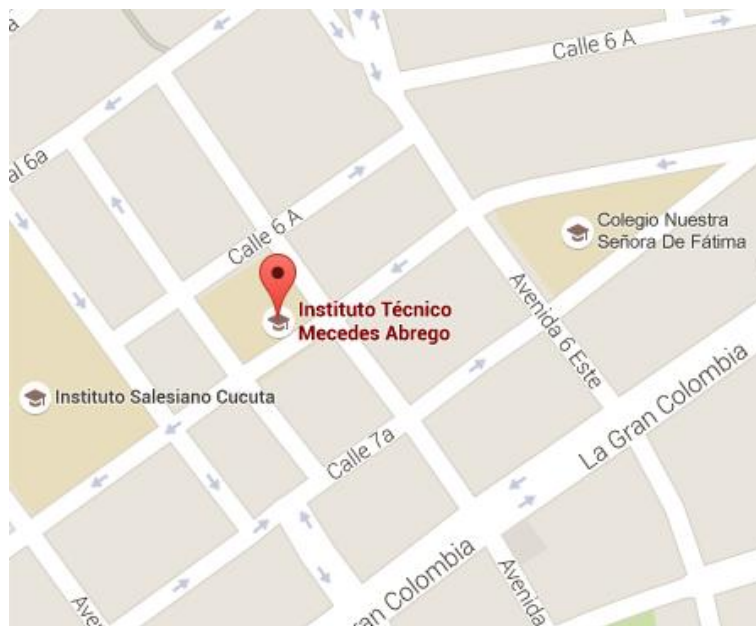 Calle 6 A
al 6a
Calle 6 A
Colegio Nuestra
Señora De Fátima
Instituto Técnico
Mecedes Abrego
Avenida 6 Este
Instituto Salesiano Cucuta
La Gran Colombia
Calle 7a
Gran Colombia
Avenida
Ave